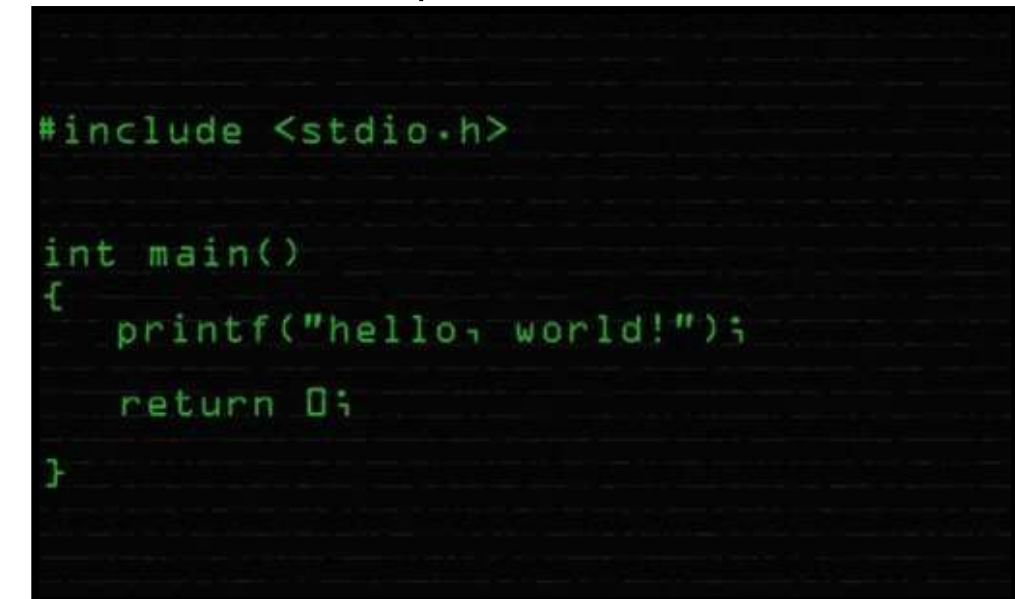 #include <stdio.h>
int main()
{
printf("hello, world!");
return 0;
}